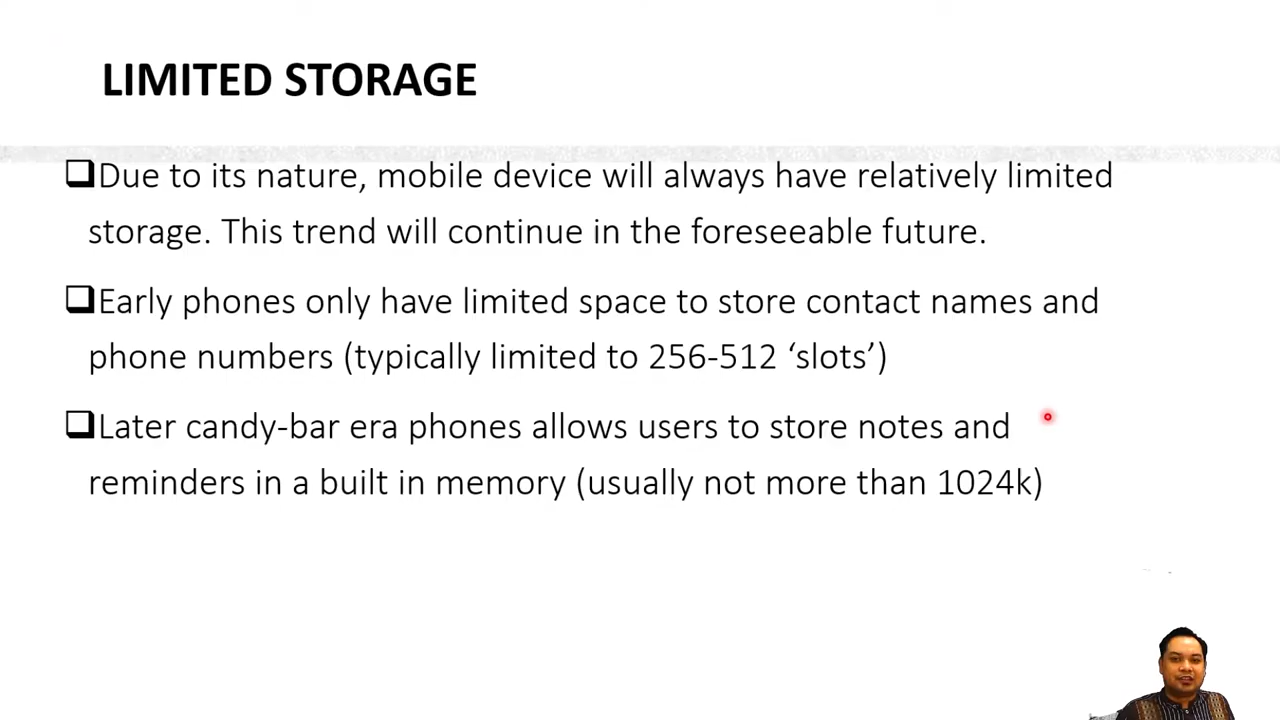 LIMITED STORAGE
Due to its nature, mobile device will always have relatively limited
storage. This trend will continue in the foreseeable future.
Early phones only have limited space to store contact names and
phone numbers (typically limited to 256-512 ‘slots’)
Later candy-bar era phones allows users to store notes and
reminders in a built in memory (usually not more than 1024k)